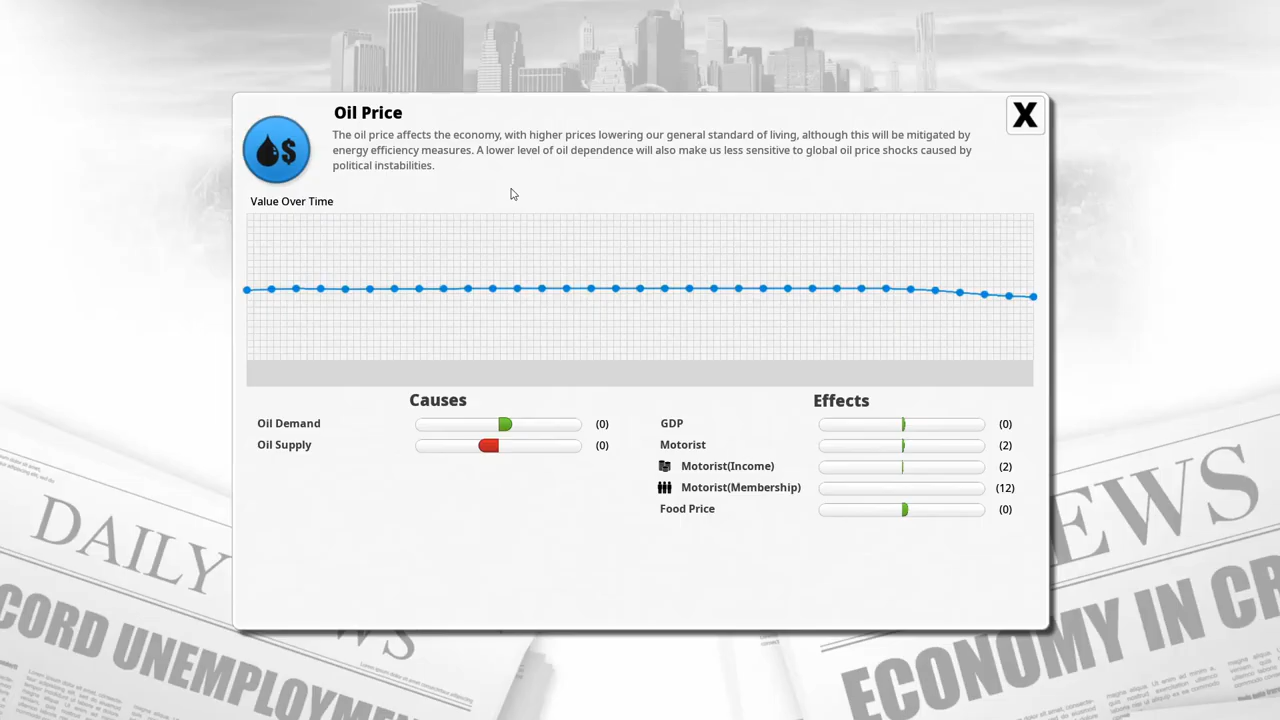 Oil Price
X
The oil price affects the economy, with higher prices lowering our general standard of living, although this will be mitigated by
energy efficiency measures. A lower level of oil dependence will also make us less sensitive to global oil price shocks caused by
political instabilities.
$
Value Over Time
Causes
Oil Demand (0)
Oil Supply (0)
Effects
GDP (0)
Motorist (2)
Motorist(Income) (2)
Motorist(Membership) (12)
Food Price (0)
DAILY
WS
CORD UNEMPLOYME
EWS
ECONOMY IN CR